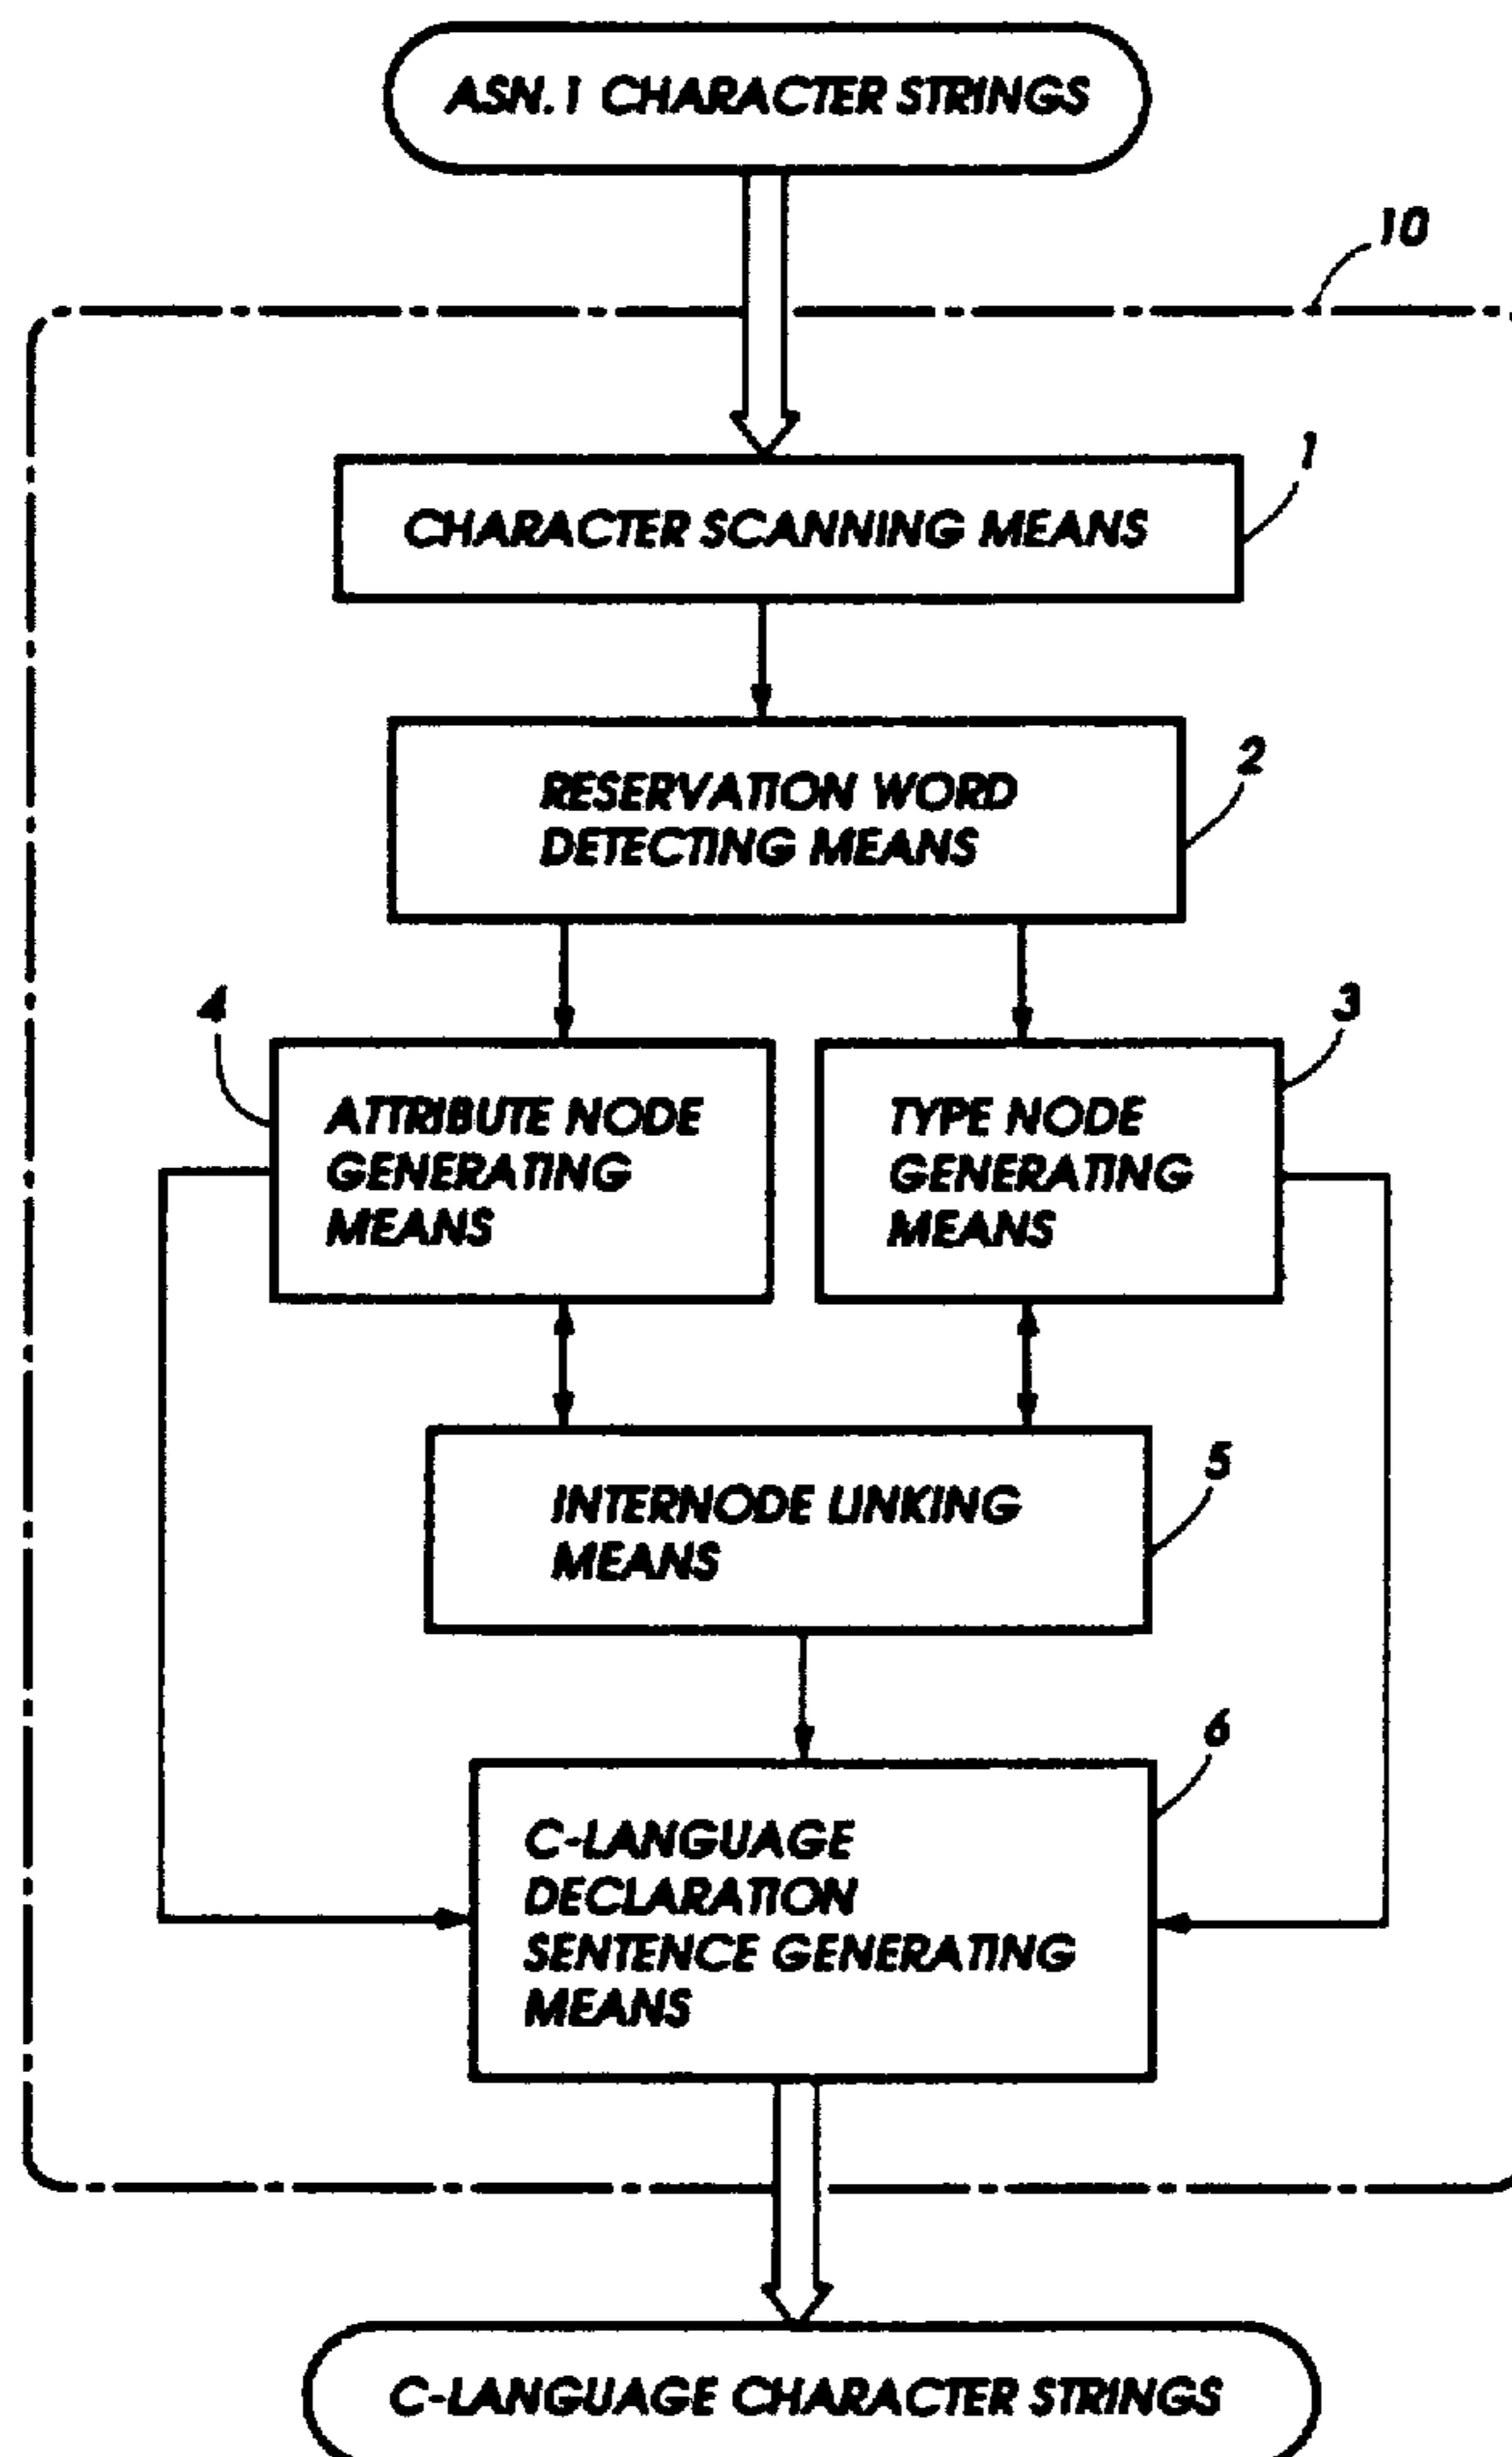 ASN.1 CHARACTER STRINGS
10
CHARACTER SCANNING MEANS
1
RESERVATION WORD
DETECTING MEANS
2
4
3
ATTRIBUTE NODE
GENERATING
MEANS
TYPE NODE
GENERATING
MEANS
INTERNODE LINKING
MEANS
5
6
C-LANGUAGE
DECLARATION
SENTENCE GENERATING
MEANS
C-LANGUAGE CHARACTER STRINGS